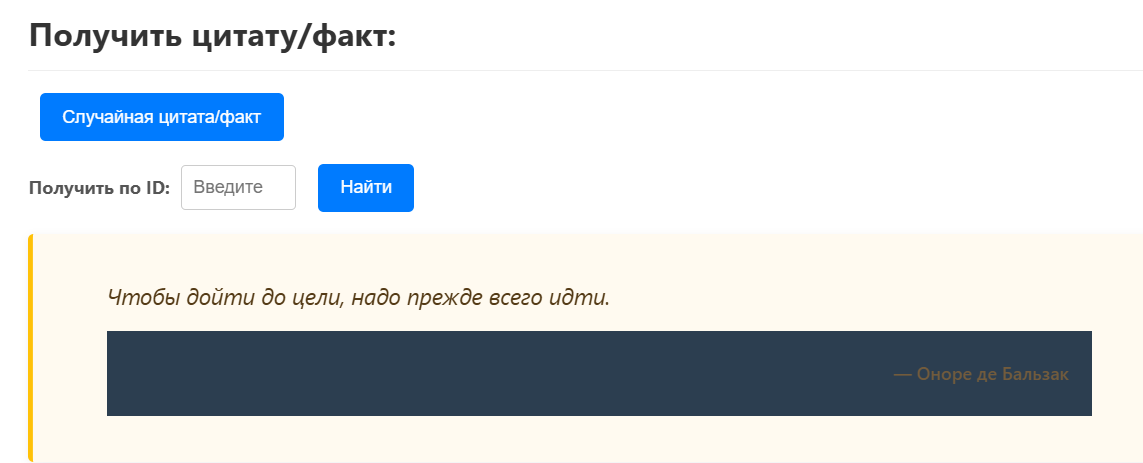 Получить цитату/факт:
Случайная цитата/факт
Получить по ID: Введите Найти
Чтобы дойти до цели, надо прежде всего идти.
— Оноре де Бальзак